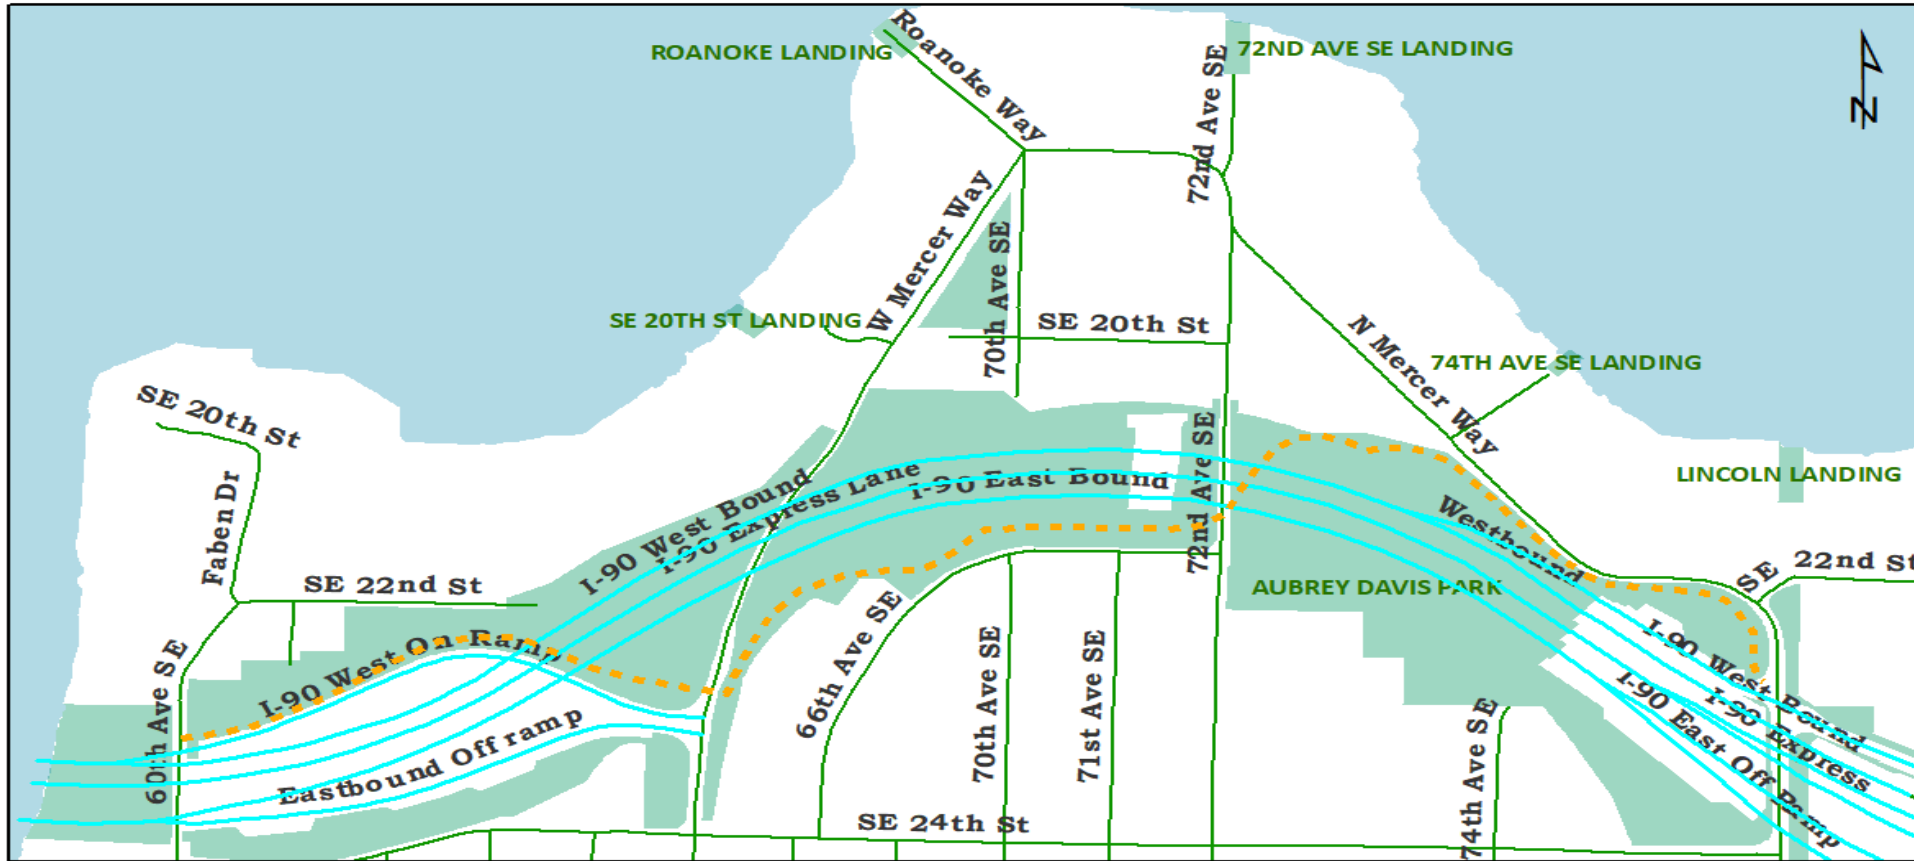 Roanoke Way
ROANOKE LANDING
72ND AVE SE LANDING
72nd Ave SE
N
W Mercer Way
70th Ave SE
SE 20TH ST LANDING
SE 20th St
N Mercer Way
74TH AVE SE LANDING
SE 20th St
Faben Dr
72nd Ave SE
LINCOLN LANDING
I-90 West Bound
I-90 Express Lane
I-90 East Bound
Westbound
SE 22nd St
AUBREY DAVIS PARK
SE 22nd St
60th Ave SE
I-90 West On Ramp
66th Ave SE
70th Ave SE
71st Ave SE
I-90 West Bound
I-90 Express
I-90 East Off Ramp
Eastbound Off ramp
74th Ave SE
SE 24th St